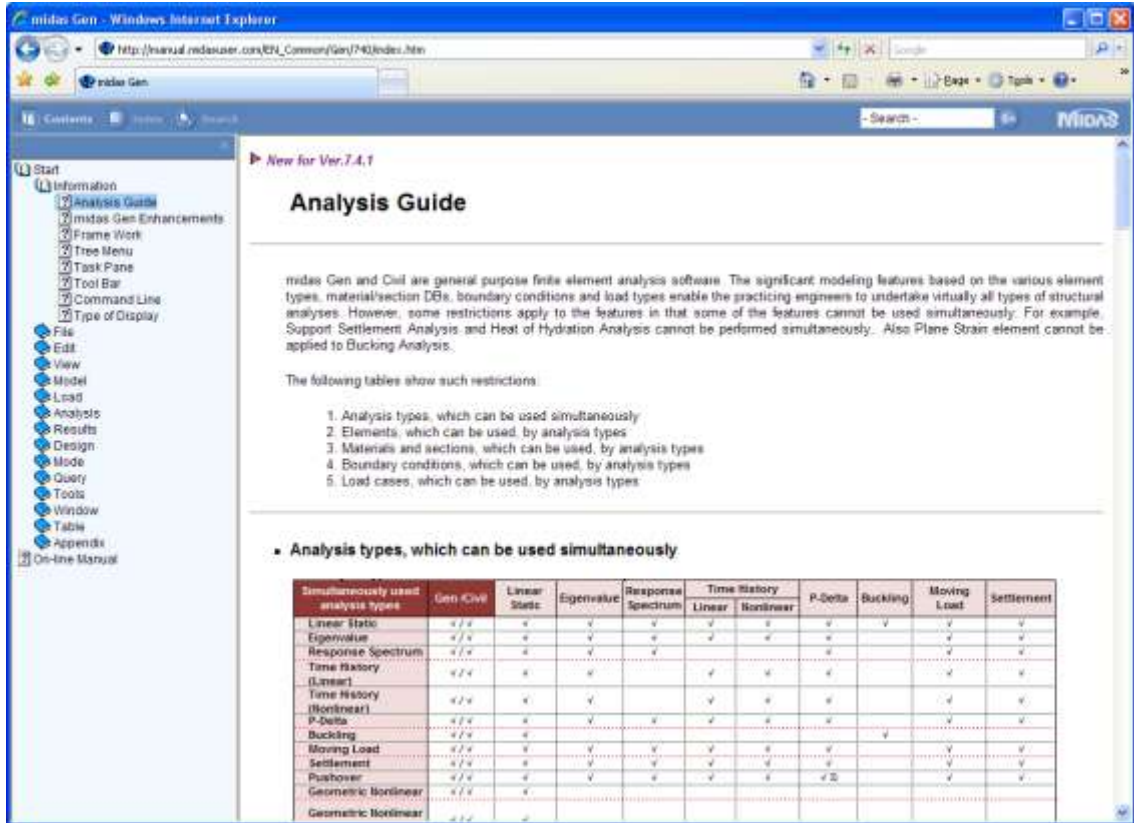 midas Gen - Windows Internet Explorer
http://manual.midasuser.com/EN_Common/Gen/740/index.htm
Google
midas Gen
Page
Tools
Contents
Index
Search
- Search -
MIDAS
Start
Information
Analysis Guide
midas Gen Enhancements
Frame Work
Tree Menu
Task Pane
Tool Bar
Command Line
Type of Display
File
Edit
View
Model
Load
Analysis
Results
Design
Mode
Query
Tools
Window
Table
Appendix
On-line Manual
New for Ver.7.4.1
Analysis Guide
midas Gen and Civil are general purpose finite element analysis software. The significant modeling features based on the various element
types, material/section DBs, boundary conditions and load types enable the practicing engineers to undertake virtually all types of structural
analyses. However, some restrictions apply to the features in that some of the features cannot be used simultaneously. For example,
Support Settlement Analysis and Heat of Hydration Analysis cannot be performed simultaneously. Also Plane Strain element cannot be
applied to Bucking Analysis.
The following tables show such restrictions:
1. Analysis types, which can be used simultaneously
2. Elements, which can be used, by analysis types
3. Materials and sections, which can be used, by analysis types
4. Boundary conditions, which can be used, by analysis types
5. Load cases, which can be used, by analysis types
Analysis types, which can be used simultaneously
Simultaneously used analysis types Gen /Civil Linear Static Eigenvalue Response Spectrum Time History Linear Nonlinear P-Delta Buckling Moving Load Settlement
Linear Static √ / √ √ √ √ √ √ √ √ √ √
Eigenvalue √ / √ √ √ √ √ √ √ √ √
Response Spectrum √ / √ √ √ √ √ √ √
Time History
(Linear) √ / √ √ √ √ √ √ √ √
Time History
(Nonlinear) √ / √ √ √ √ √ √ √ √
P-Delta √ / √ √ √ √ √ √ √ √ √
Buckling √ / √ √ √
Moving Load √ / √ √ √ √ √ √ √ √ √
Settlement √ / √ √ √ √ √ √ √ √ √
Pushover √ / √ √ √ √ √ √ √ √ √
Geometric Nonlinear √ / √ √
Geometric Nonlinear √ / √ √